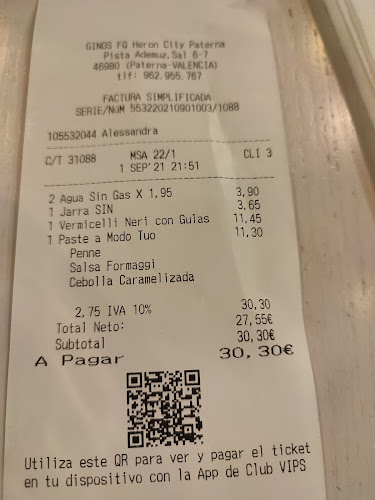 GINOS FG Heron City Paterna
Pista Ademuz,Sal 6-7
46980 (Paterna-VALENCIA)
tlf: 962.955.767
FACTURA SIMPLIFICADA
SERIE/NUM 553220210901003/1088
105532044 Alessandra
C/T 31088 MSA 22/1 CLI 3
1 SEP'21 21:51
2 Agua Sin Gas X 1,95 3,90
1 Jarra SIN 3,65
1 Vermicelli Neri con Gulas 11,45
1 Paste a Modo Tuo 11,30
Penne
Salsa Formaggi
Cebolla Caramelizada
2,75 IVA 10% 30,30
Total Neto: 27,55€
Subtotal 30,30€
A Pagar 30,30€
Utiliza este QR para ver y pagar el ticket
en tu dispositivo con la App de Club VIPS